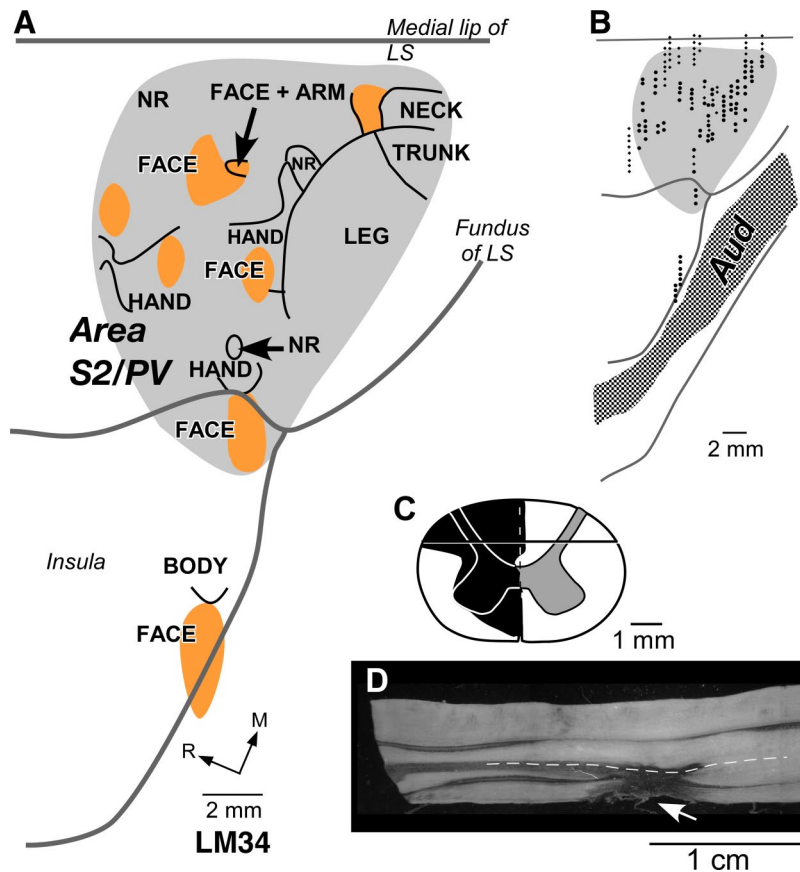 A
Medial lip of
LS
NR
FACE + ARM
NECK
FACE
NR
TRUNK
HAND
LEG
Fundus
of LS
FACE
HAND
Area
S2/PV
NR
HAND
FACE
Insula
BODY
FACE
M
R
2 mm
LM34
B
Aud
2 mm
C
1 mm
D
1 cm